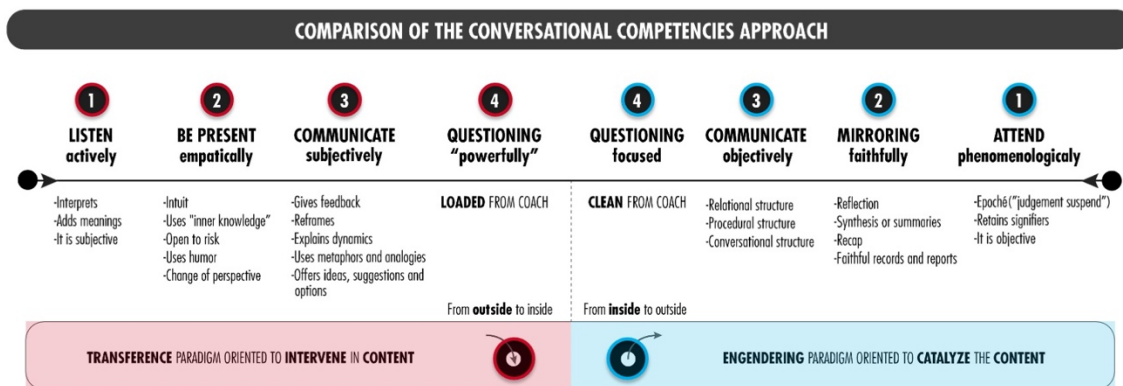 COMPARISON OF THE CONVERSATIONAL COMPETENCIES APPROACH
1
LISTEN
actively
-Interprets
-Adds meanings
-It is subjective
2
BE PRESENT
empatically
-Intuit
-Uses "inner knowledge"
-Open to risk
-Uses humor
-Change of perspective
3
COMMUNICATE
subjectively
-Gives feedback
-Reframes
-Explains dynamics
-Uses metaphors and analogies
-Offers ideas, suggestions and
options
4
QUESTIONING
“powerfully”
LOADED FROM COACH
From outside to inside
4
QUESTIONING
focused
CLEAN FROM COACH
From inside to outside
3
COMMUNICATE
objectively
-Relational structure
-Procedural structure
-Conversational structure
2
MIRRORING
faithfully
-Reflection
-Synthesis or summaries
-Recap
-Faithful records and reports
1
ATTEND
phenomenologicaly
-Epoché ("judgement suspend")
-Retains signifiers
-It is objective
TRANSFERENCE PARADIGM ORIENTED TO INTERVENE IN CONTENT
ENGENDERING PARADIGM ORIENTED TO CATALYZE THE CONTENT